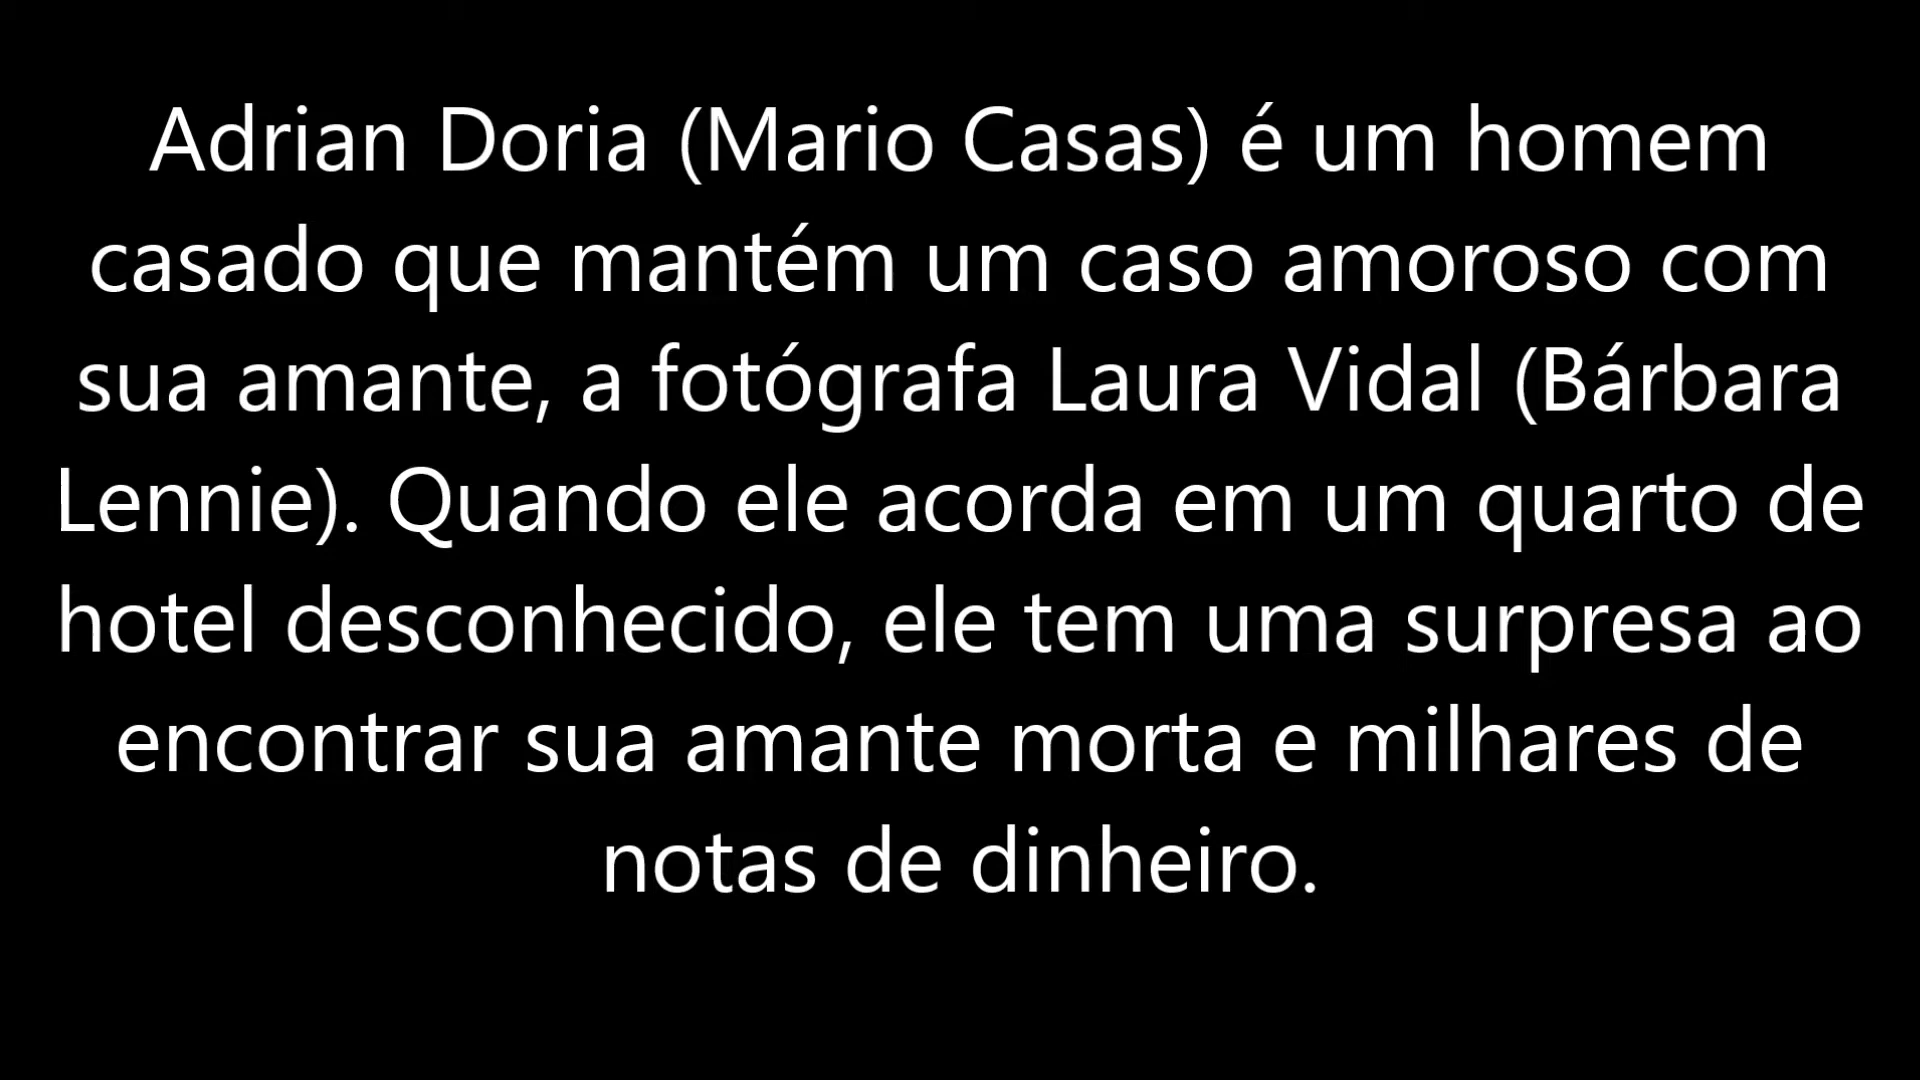 Adrian Doria (Mario Casas) é um homem
casado que mantém um caso amoroso com
sua amante, a fotógrafa Laura Vidal (Bárbara
Lennie). Quando ele acorda em um quarto de
hotel desconhecido, ele tem uma surpresa ao
encontrar sua amante morta e milhares de
notas de dinheiro.